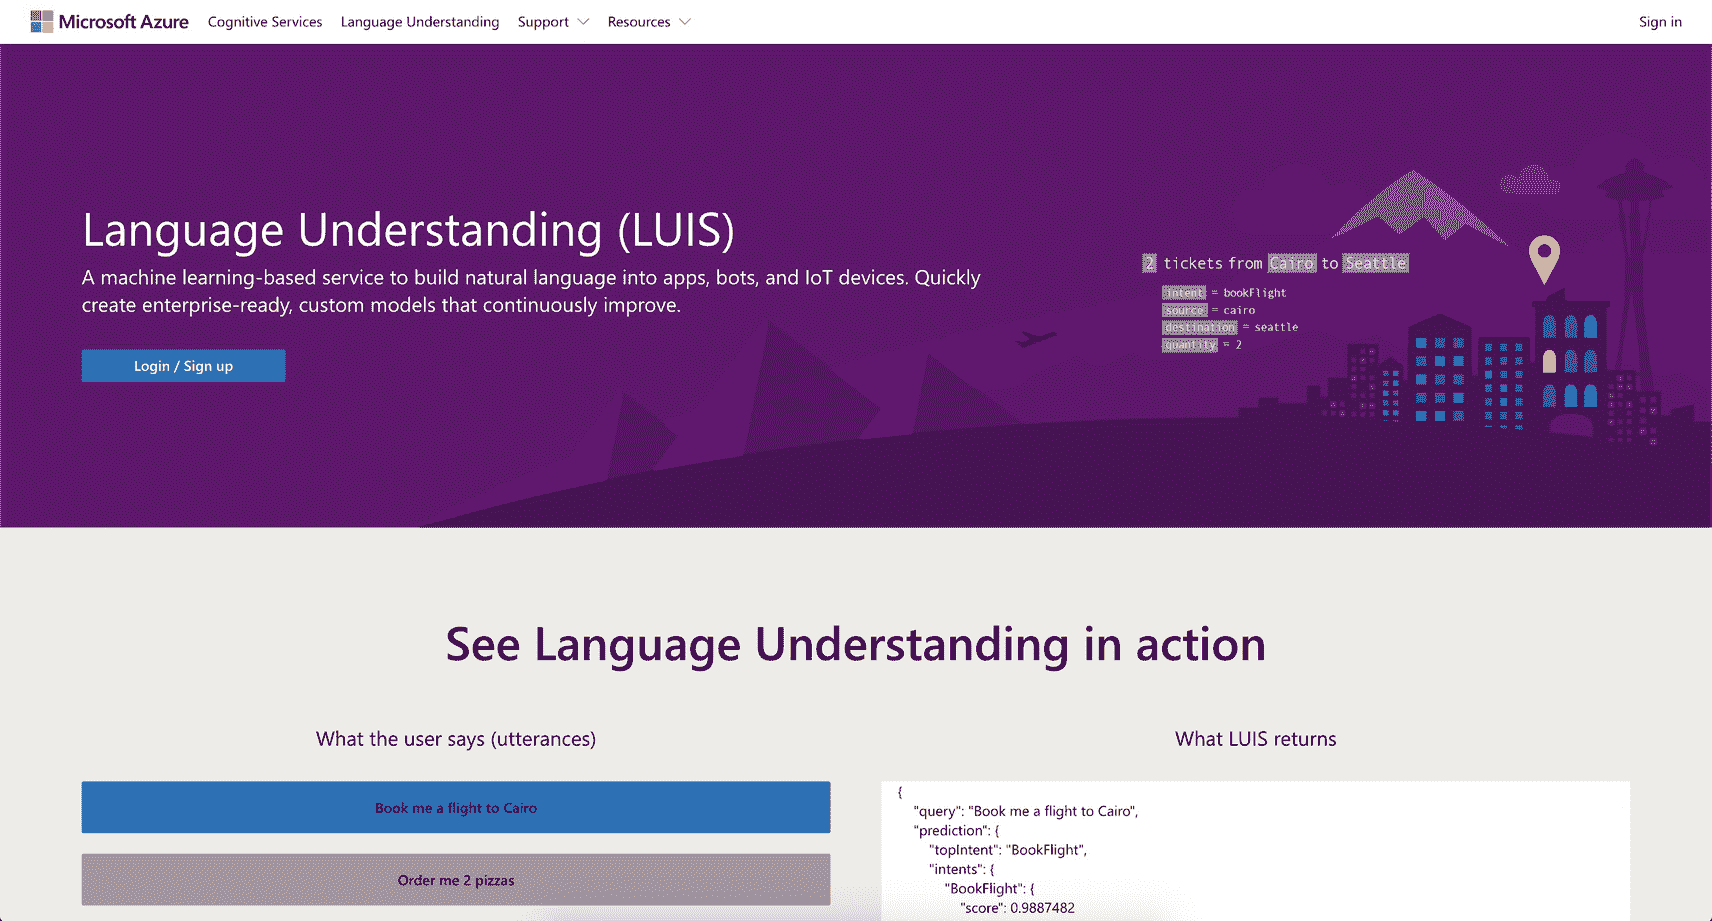 Microsoft Azure Cognitive Services Language Understanding Support Resources Sign in
Language Understanding (LUIS)
A machine learning-based service to build natural language into apps, bots, and IoT devices. Quickly
create enterprise-ready, custom models that continuously improve.
Login / Sign up
2 tickets from Cairo to Seattle
intent = bookFlight
source = cairo
destination = seattle
quantity = 2
See Language Understanding in action
What the user says (utterances)
Book me a flight to Cairo
Order me 2 pizzas
What LUIS returns
{
"query": "Book me a flight to Cairo",
"prediction": {
"topIntent": "BookFlight",
"intents": {
"BookFlight": {
"score": 0.9887482